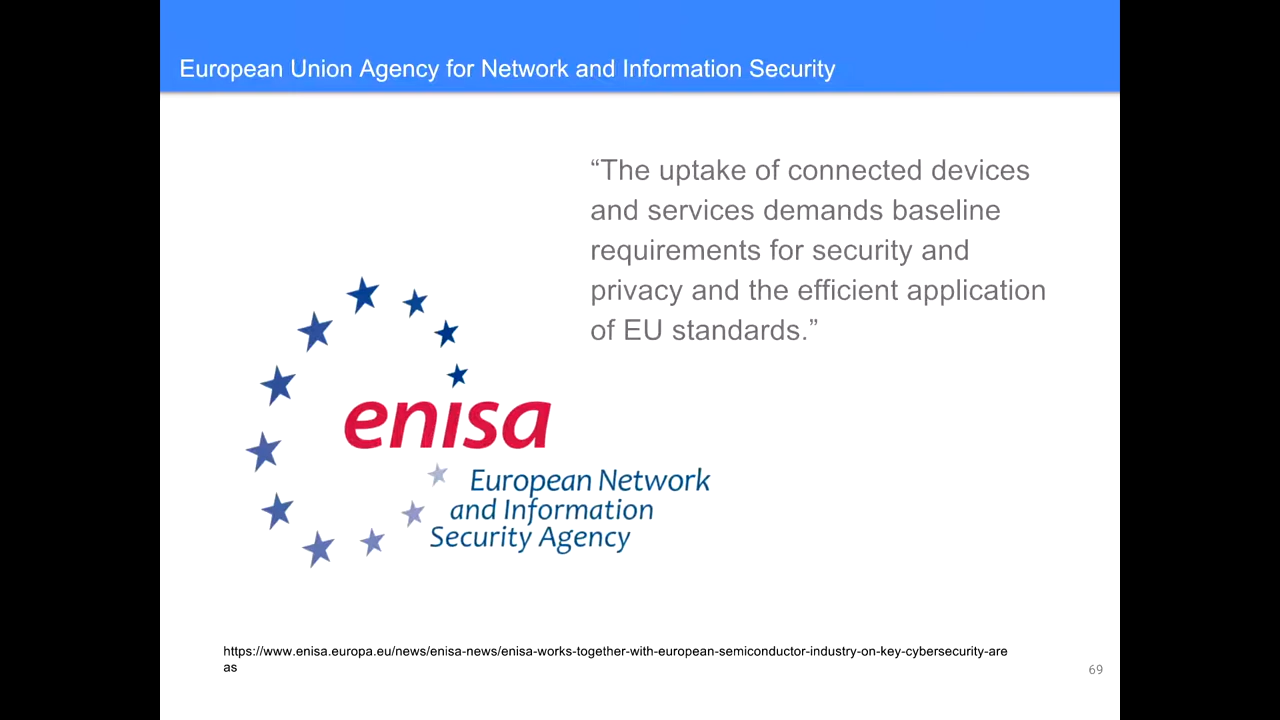 European Union Agency for Network and Information Security
“The uptake of connected devices
and services demands baseline
requirements for security and
privacy and the efficient application
of EU standards.”
enisa
European Network
and Information
Security Agency
https://www.enisa.europa.eu/news/enisa-news/enisa-works-together-with-european-semiconductor-industry-on-key-cybersecurity-are
as
69